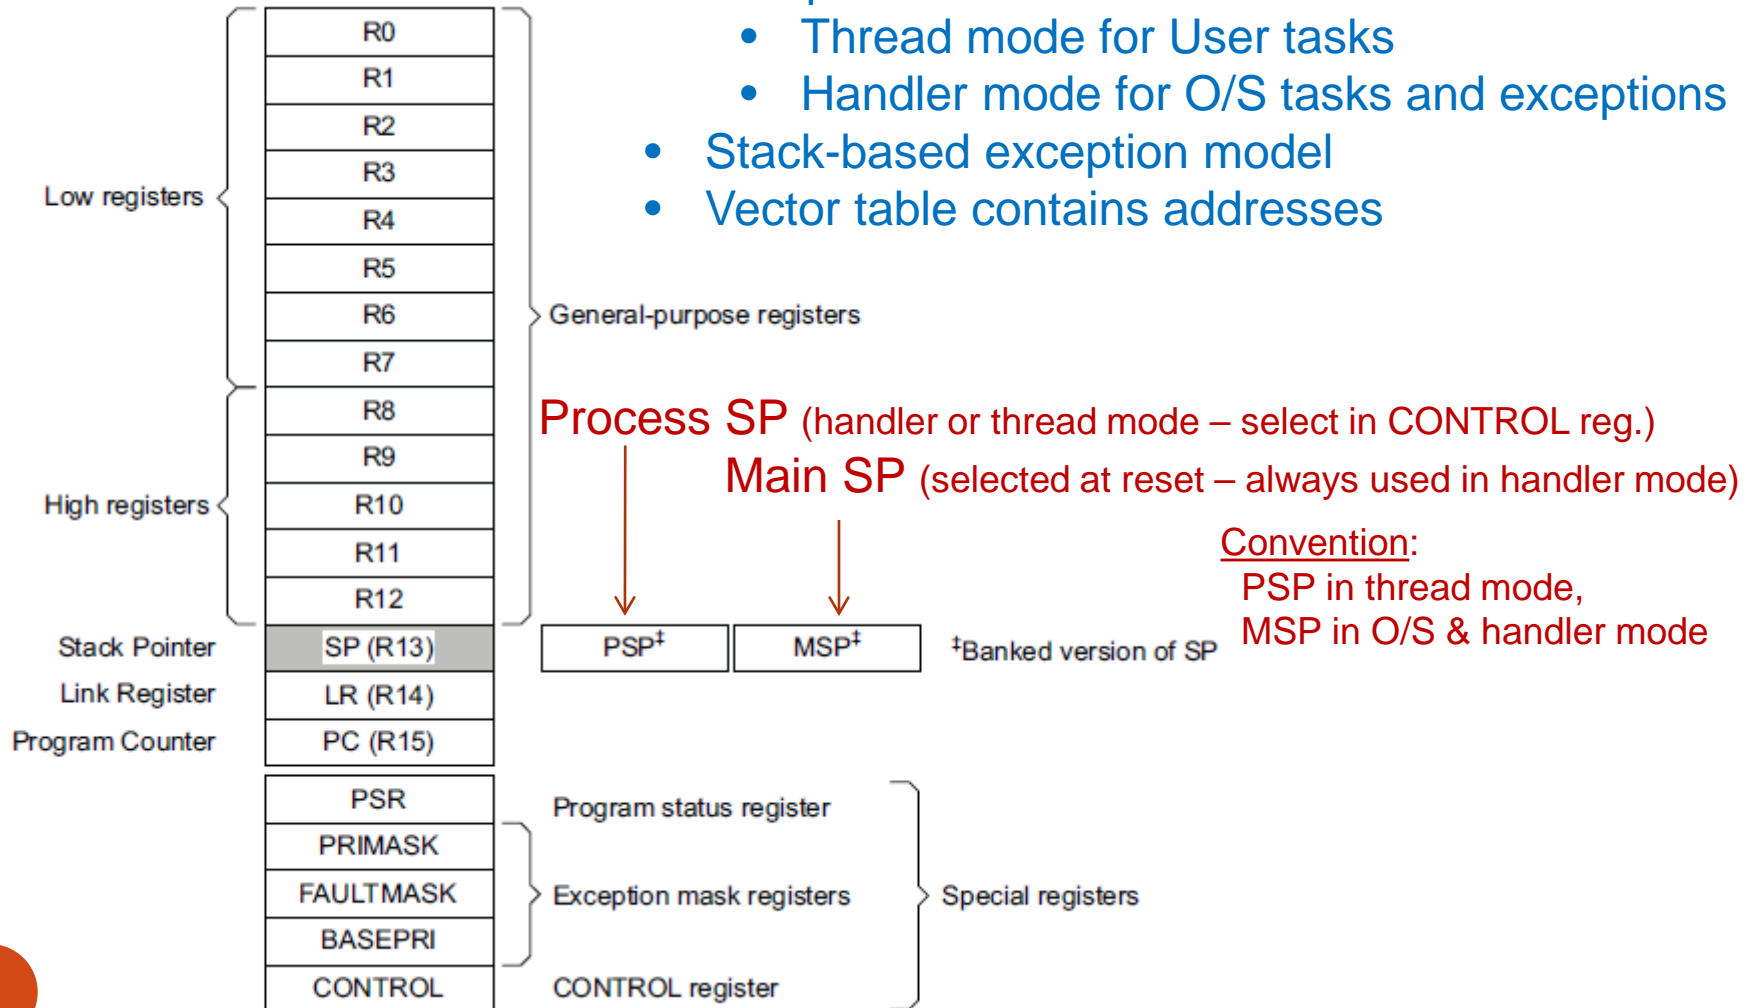 • Thread mode for User tasks
• Handler mode for O/S tasks and exceptions
• Stack-based exception model
• Vector table contains addresses
R0
R1
R2
R3
Low registers
R4
R5
R6
General-purpose registers
R7
R8
Process SP (handler or thread mode – select in CONTROL reg.)
R9
Main SP (selected at reset – always used in handler mode)
High registers
R10
R11
Convention:
PSP in thread mode,
MSP in O/S & handler mode
R12
Stack Pointer SP (R13) PSP‡ MSP‡ ‡Banked version of SP
Link Register LR (R14)
Program Counter PC (R15)
PSR Program status register
PRIMASK
FAULTMASK Exception mask registers Special registers
BASEPRI
CONTROL CONTROL register